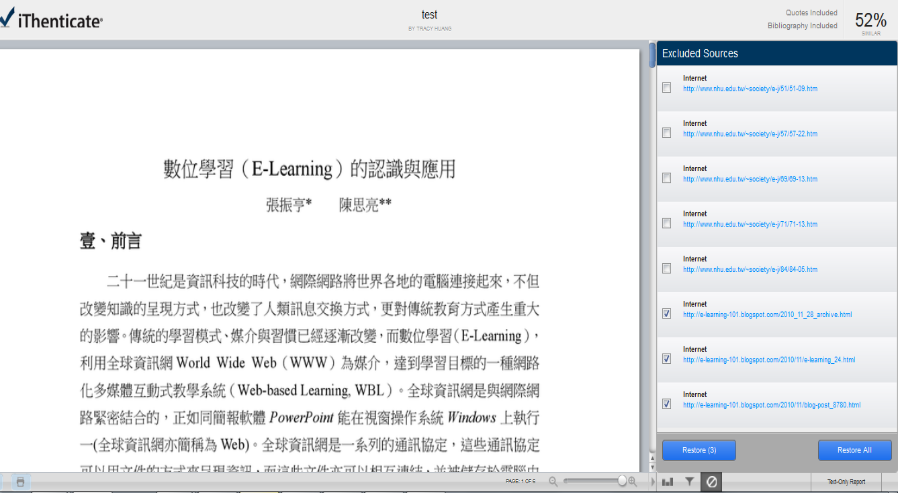 iThenticate®
test
BY TRACY HUANG
Quotes Included
Bibliography Included
52%
SIMILAR
數位學習（E-Learning）的認識與應用
張振亨* 陳思亮**
壹、前言
二十一世紀是資訊科技的時代，網際網路將世界各地的電腦連接起來，不但
改變知識的呈現方式，也改變了人類訊息交換方式，更對傳統教育方式產生重大
的影響。傳統的學習模式、媒介與習慣已經逐漸改變，而數位學習（E-Learning），
利用全球資訊網 World Wide Web（WWW）為媒介，達到學習目標的一種網路
化多媒體互動式教學系統（Web-based Learning, WBL）。全球資訊網是與網際網
路緊密結合的，正如同簡報軟體 PowerPoint 能在視窗操作系統 Windows 上執行
一(全球資訊網亦簡稱為 Web)。全球資訊網是一系列的通訊協定，這些通訊協定
可以用文件的方式來呈現資訊，而這些文件亦可以相互連結，並被儲存於電腦中
Excluded Sources
Internet
http://www.nhu.edu.tw/~society/e-j/51/51-09.htm
Internet
http://www.nhu.edu.tw/~society/e-j/57/57-22.htm
Internet
http://www.nhu.edu.tw/~society/e-j/69/69-13.htm
Internet
http://www.nhu.edu.tw/~society/e-j/71/71-13.htm
Internet
http://www.nhu.edu.tw/~society/e-j/84/84-05.htm
Internet
http://e-learning-101.blogspot.com/2010_11_28_archive.html
Internet
http://e-learning-101.blogspot.com/2010/11/e-learning_24.html
Internet
http://e-learning-101.blogspot.com/2010/11/blog-post_8780.html
Restore (3)
Restore All
PAGE: 1 OF 6
Text-Only Report